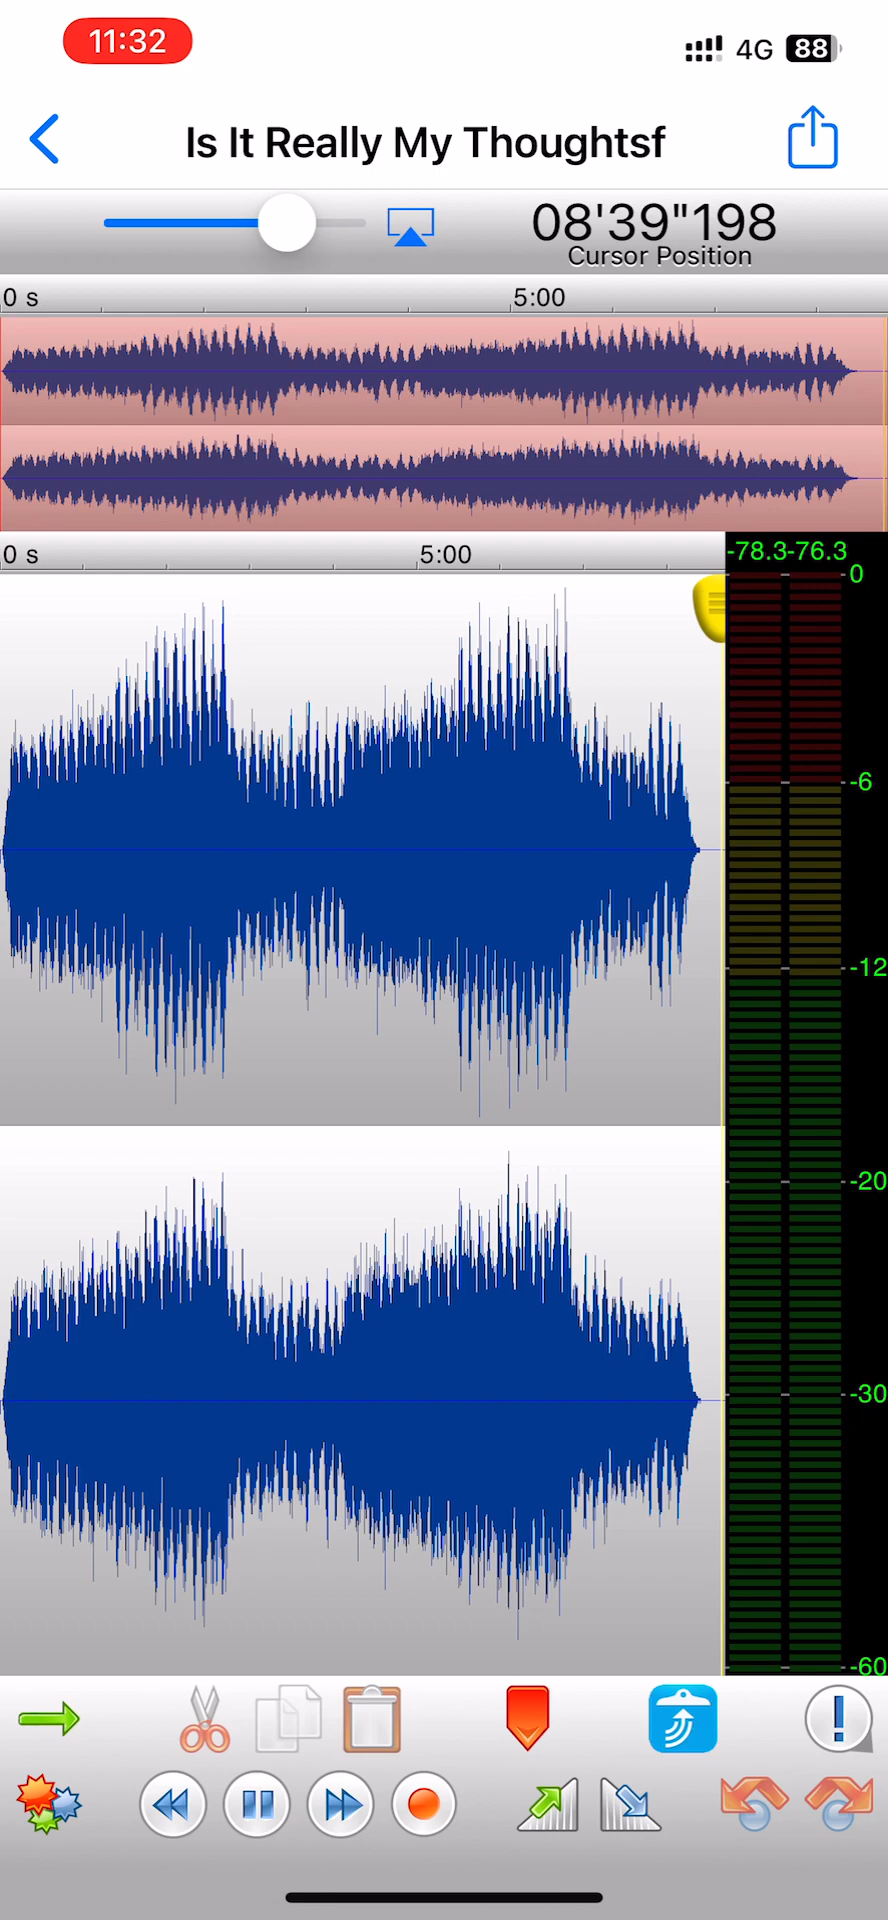 11:32
4G 88
Is It Really My Thoughtsf
08'39"198
Cursor Position
0 s 5:00
0 s 5:00
-78.3-76.3
0
-6
-12
-20
-30
-60